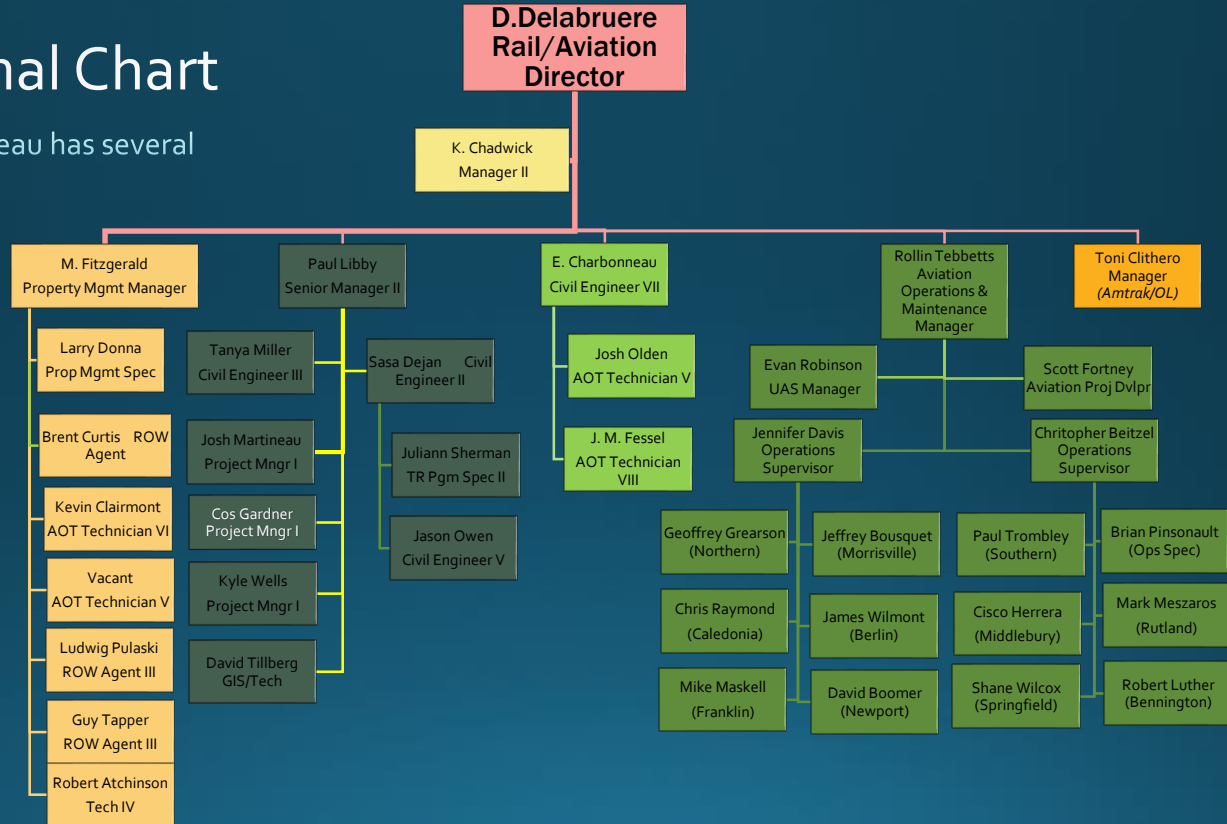 nal Chart
eau has several
D.Delabruere
Rail/Aviation
Director
K. Chadwick
Manager II
M. Fitzgerald
Property Mgmt Manager
Larry Donna
Prop Mgmt Spec
Brent Curtis ROW
Agent
Kevin Clairmont
AOT Technician VI
Vacant
AOT Technician V
Ludwig Pulaski
ROW Agent III
Guy Tapper
ROW Agent III
Robert Atchinson
Tech IV
Paul Libby
Senior Manager II
Tanya Miller
Civil Engineer III
Josh Martineau
Project Mngr I
Cos Gardner
Project Mngr I
Kyle Wells
Project Mngr I
David Tillberg
GIS/Tech
Sasa Dejan Civil
Engineer II
Juliann Sherman
TR Pgm Spec II
Jason Owen
Civil Engineer V
E. Charbonneau
Civil Engineer VII
Josh Olden
AOT Technician V
J. M. Fessel
AOT Technician
VIII
Rollin Tebbetts
Aviation
Operations &
Maintenance
Manager
Evan Robinson
UAS Manager
Scott Fortney
Aviation Proj Dvlpr
Jennifer Davis
Operations
Supervisor
Geoffrey Grearson
(Northern)
Jeffrey Bousquet
(Morrisville)
Chris Raymond
(Caledonia)
James Wilmont
(Berlin)
Mike Maskell
(Franklin)
David Boomer
(Newport)
Chritopher Beitzel
Operations
Supervisor
Paul Trombley
(Southern)
Brian Pinsonault
(Ops Spec)
Cisco Herrera
(Middlebury)
Mark Meszaros
(Rutland)
Shane Wilcox
(Springfield)
Robert Luther
(Bennington)
Toni Clithero
Manager
(Amtrak/OL)